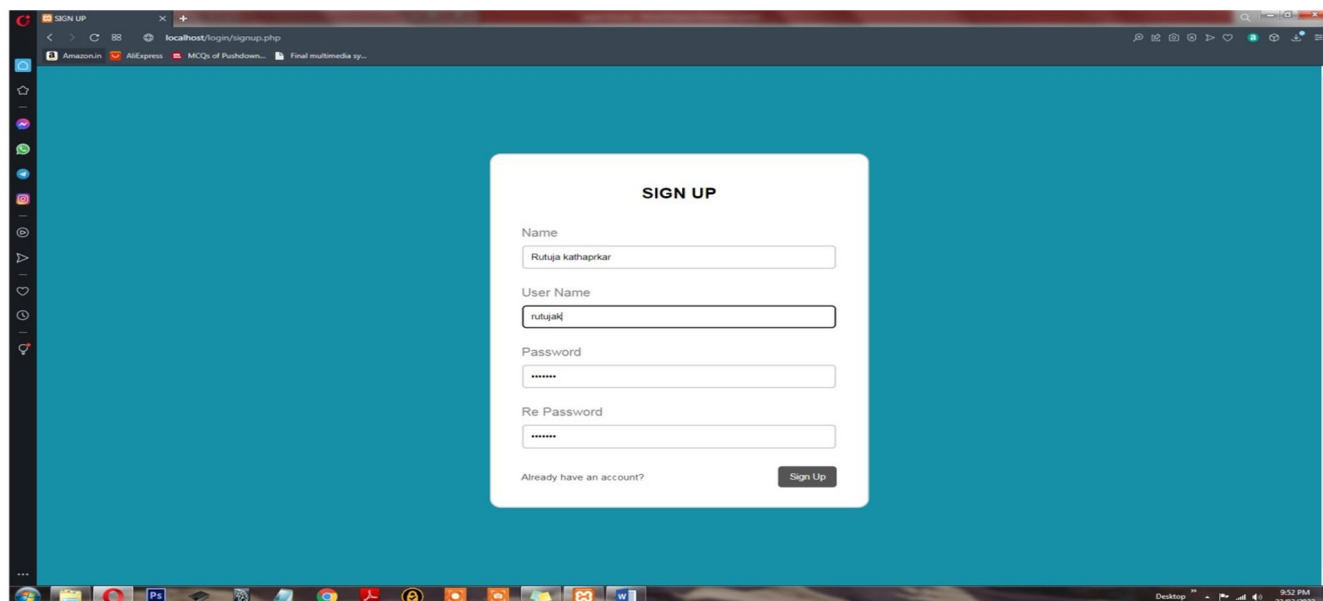 SIGN UP
localhost/login/signup.php
Amazon.in AliExpress MCQs of Pushdown... Final multimedia sy...
SIGN UP
Name
Rutuja kathaprkar
User Name
rutujak
Password
•••••••
Re Password
•••••••
Already have an account? Sign Up
Ps
W
Desktop
9:52 PM